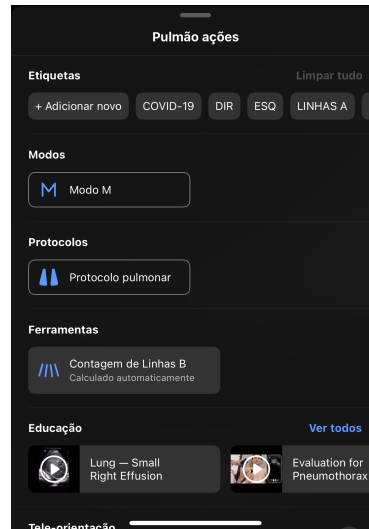 Pulmão ações
Etiquetas
Limpar tudo
+ Adicionar novo
COVID-19
DIR
ESQ
LINHAS A
Modos
M
Modo M
Protocolos
Protocolo pulmonar
Ferramentas
Contagem de Linhas B
Calculado automaticamente
Educação
Ver todos
Lung — Small
Right Effusion
Evaluation for
Pneumothorax
Tele-orientação